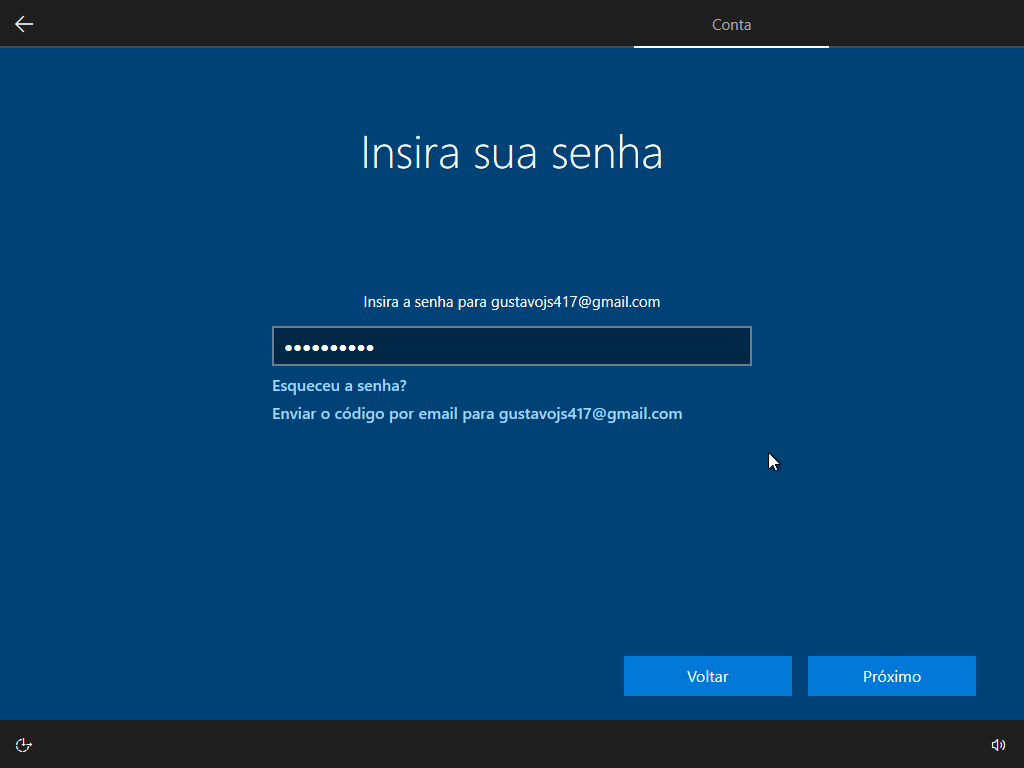 Conta
Insira sua senha
Insira a senha para gustavojs417@gmail.com
••••••••••
Esqueceu a senha?
Enviar o código por email para gustavojs417@gmail.com
Voltar
Próximo